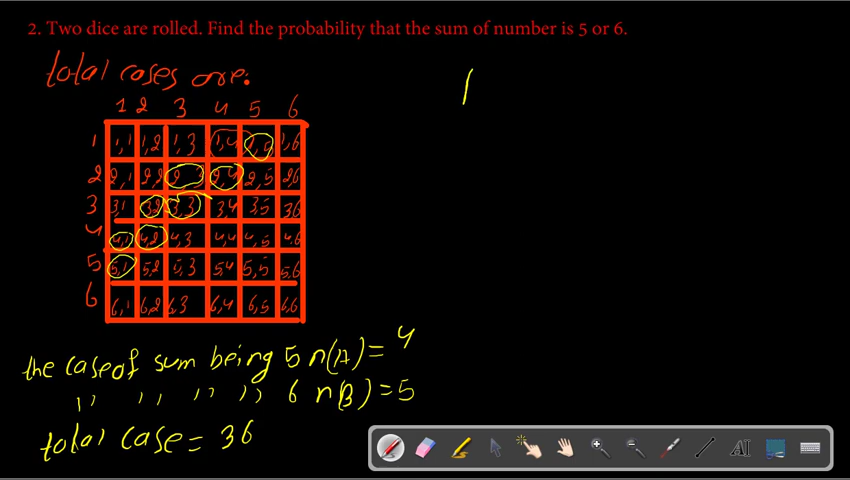 2. Two dice are rolled. Find the probability that the sum of number is 5 or 6.
total cases are:
1 2 3 4 5 6
1 1,1 1,2 1,3 1,4 1,5 1,6
2 2,1 2,2 2,3 2,4 2,5 2,6
3 3,1 3,2 3,3 3,4 3,5 3,6
4 4,1 4,2 4,3 4,4 4,5 4,6
5 5,1 5,2 5,3 5,4 5,5 5,6
6 6,1 6,2 6,3 6,4 6,5 6,6
the case of sum being 5 n(A) = 4
,, ,, ,, ,, 6 n(B) = 5
total case = 36
AI